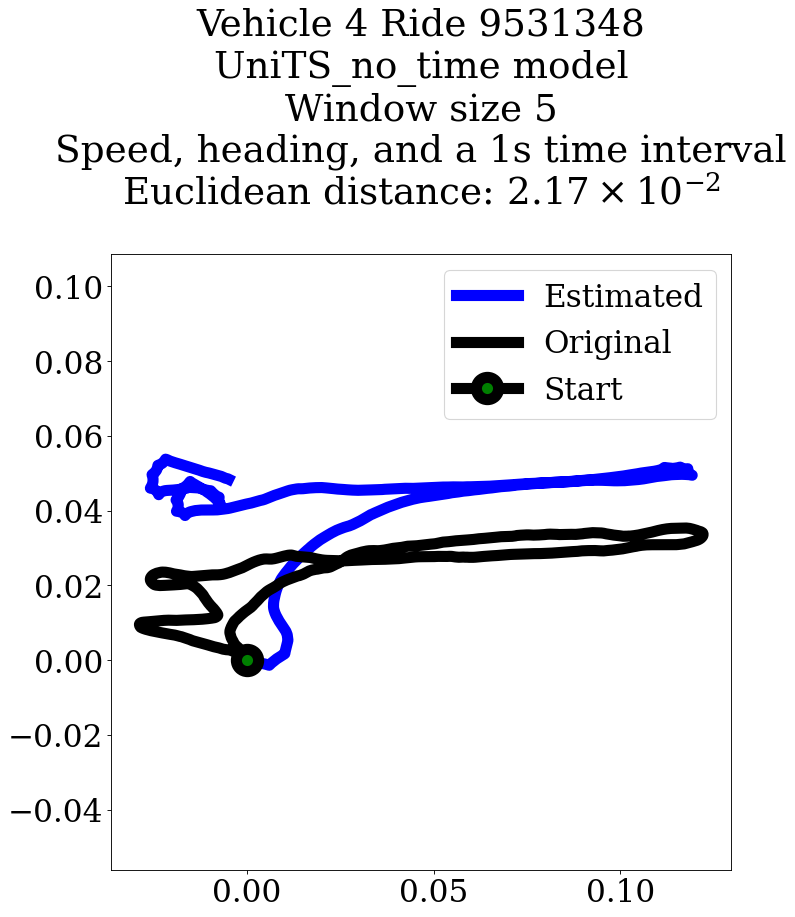 Vehicle 4 Ride 9531348
UniTS_no_time model
Window size 5
Speed, heading, and a 1s time interval
Euclidean distance: 2.17 × 10⁻²
Estimated
Original
Start
0.10
0.08
0.06
0.04
0.02
0.00
−0.02
−0.04
0.00 0.05 0.10